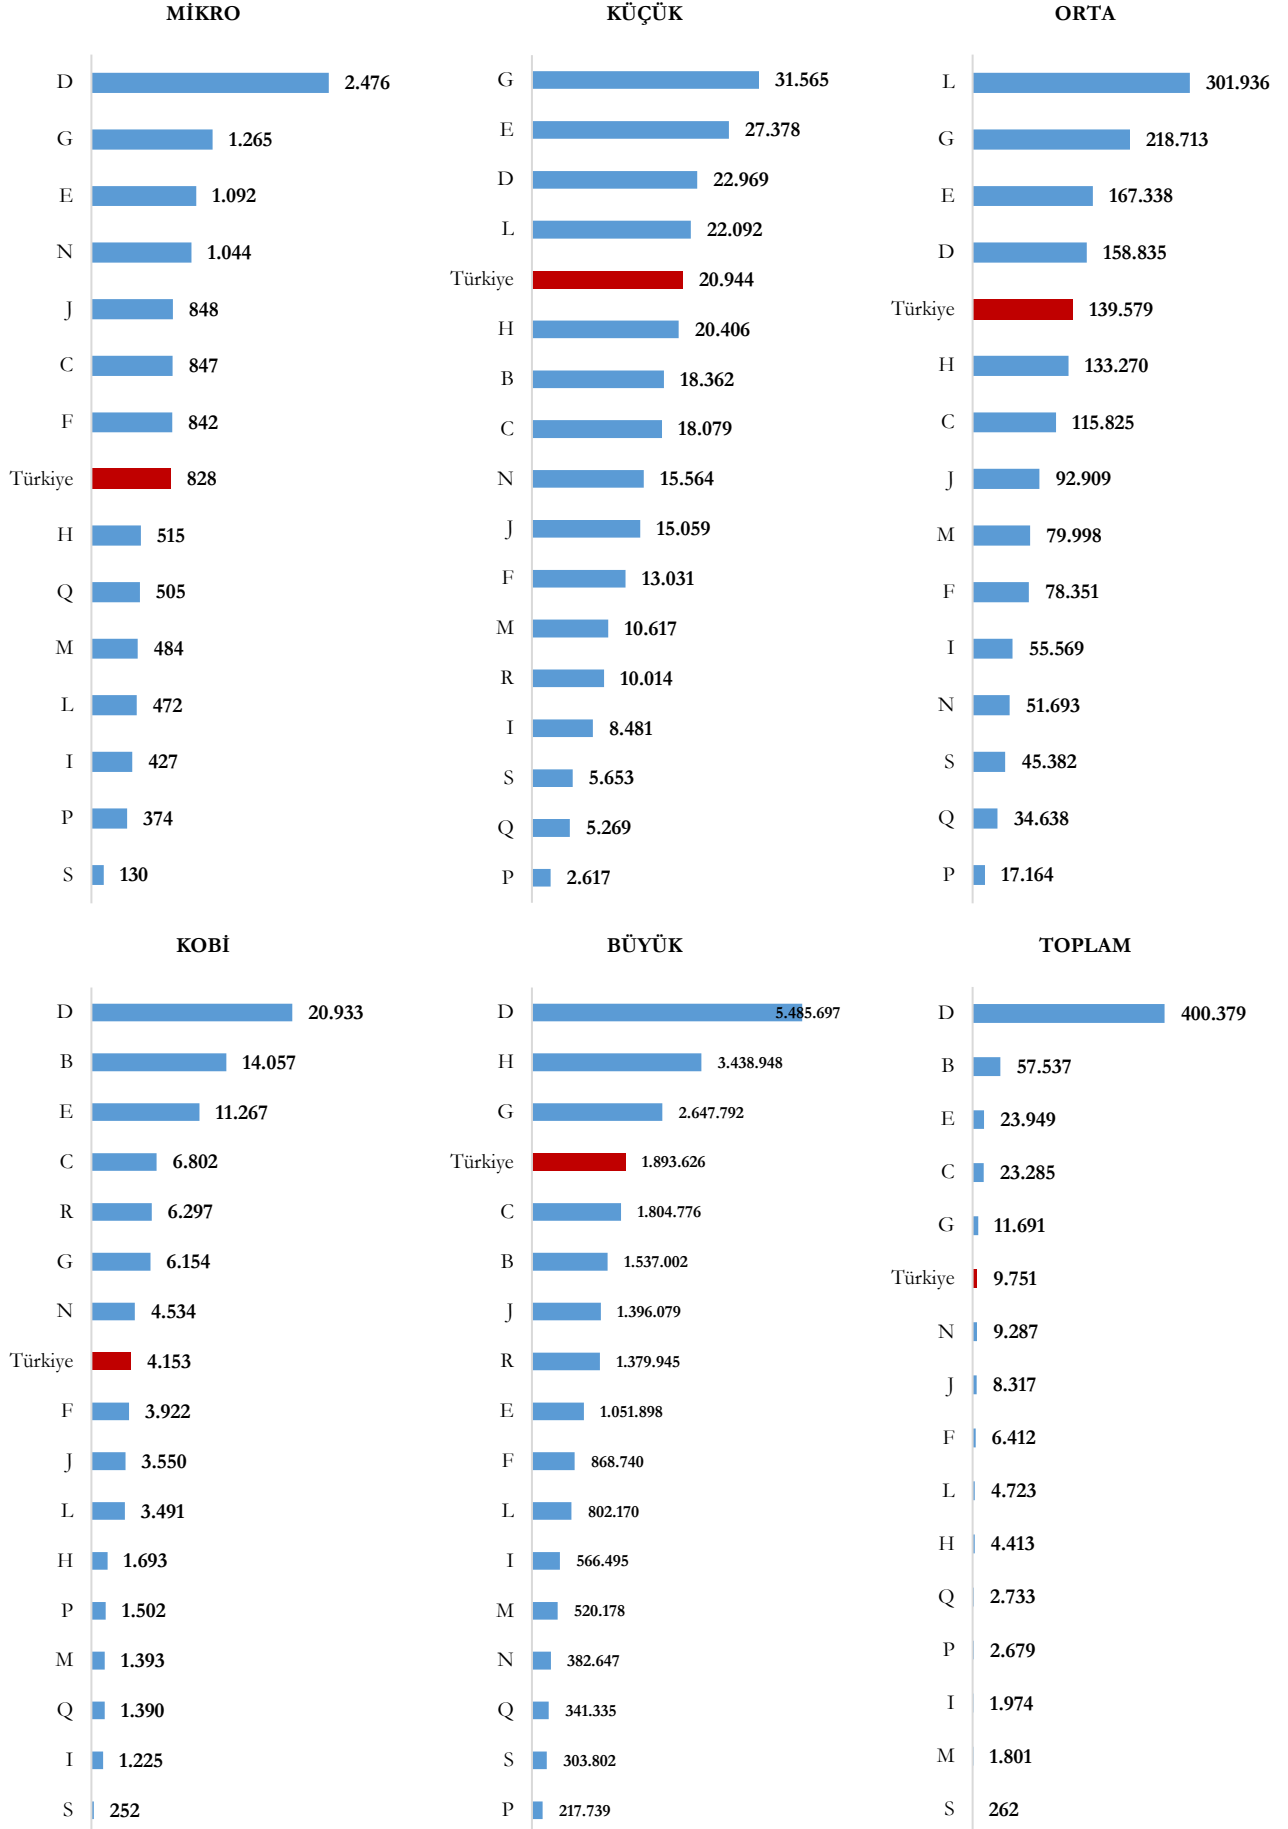 MİKRO
D 2.476
G 1.265
E 1.092
N 1.044
J 848
C 847
F 842
Türkiye 828
H 515
Q 505
M 484
L 472
I 427
P 374
S 130
KÜÇÜK
G 31.565
E 27.378
D 22.969
L 22.092
Türkiye 20.944
H 20.406
B 18.362
C 18.079
N 15.564
J 15.059
F 13.031
M 10.617
R 10.014
I 8.481
S 5.653
Q 5.269
P 2.617
ORTA
L 301.936
G 218.713
E 167.338
D 158.835
Türkiye 139.579
H 133.270
C 115.825
J 92.909
M 79.998
F 78.351
I 55.569
N 51.693
S 45.382
Q 34.638
P 17.164
KOBİ
D 20.933
B 14.057
E 11.267
C 6.802
R 6.297
G 6.154
N 4.534
Türkiye 4.153
F 3.922
J 3.550
L 3.491
H 1.693
P 1.502
M 1.393
Q 1.390
I 1.225
S 252
BÜYÜK
D 5.485.697
H 3.438.948
G 2.647.792
Türkiye 1.893.626
C 1.804.776
B 1.537.002
J 1.396.079
R 1.379.945
E 1.051.898
F 868.740
L 802.170
I 566.495
M 520.178
N 382.647
Q 341.335
S 303.802
P 217.739
TOPLAM
D 400.379
B 57.537
E 23.949
C 23.285
G 11.691
Türkiye 9.751
N 9.287
J 8.317
F 6.412
L 4.723
H 4.413
Q 2.733
P 2.679
I 1.974
M 1.801
S 262